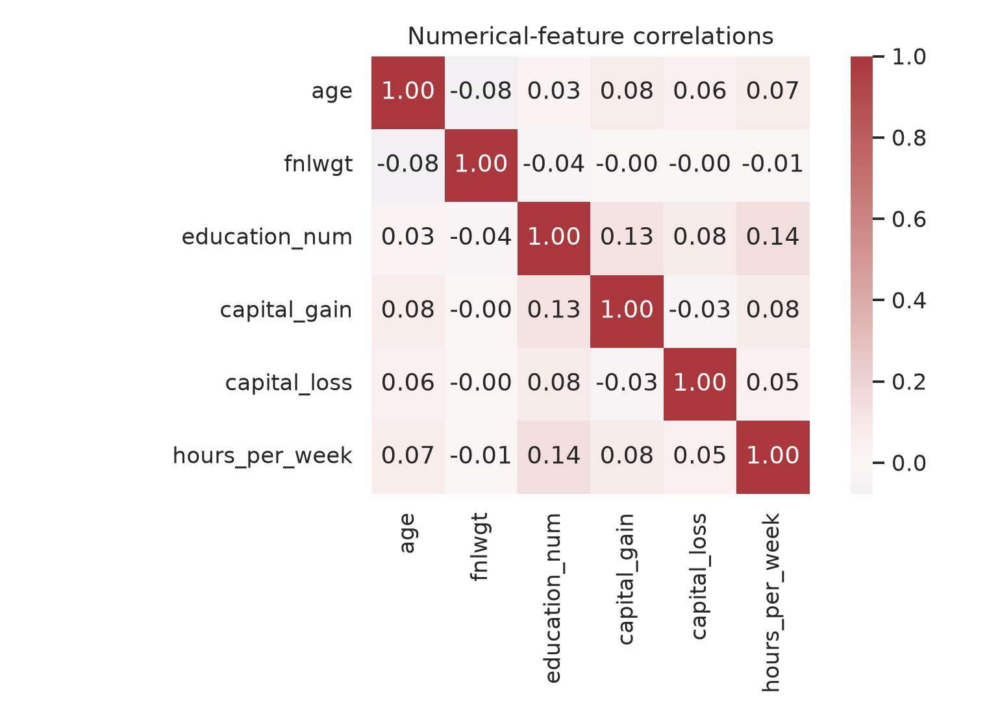 Numerical-feature correlations
age 1.00 -0.08 0.03 0.08 0.06 0.07
fnlwgt -0.08 1.00 -0.04 -0.00 -0.00 -0.01
education_num 0.03 -0.04 1.00 0.13 0.08 0.14
capital_gain 0.08 -0.00 0.13 1.00 -0.03 0.08
capital_loss 0.06 -0.00 0.08 -0.03 1.00 0.05
hours_per_week 0.07 -0.01 0.14 0.08 0.05 1.00
age
fnlwgt
education_num
capital_gain
capital_loss
hours_per_week
1.0
0.8
0.6
0.4
0.2
0.0